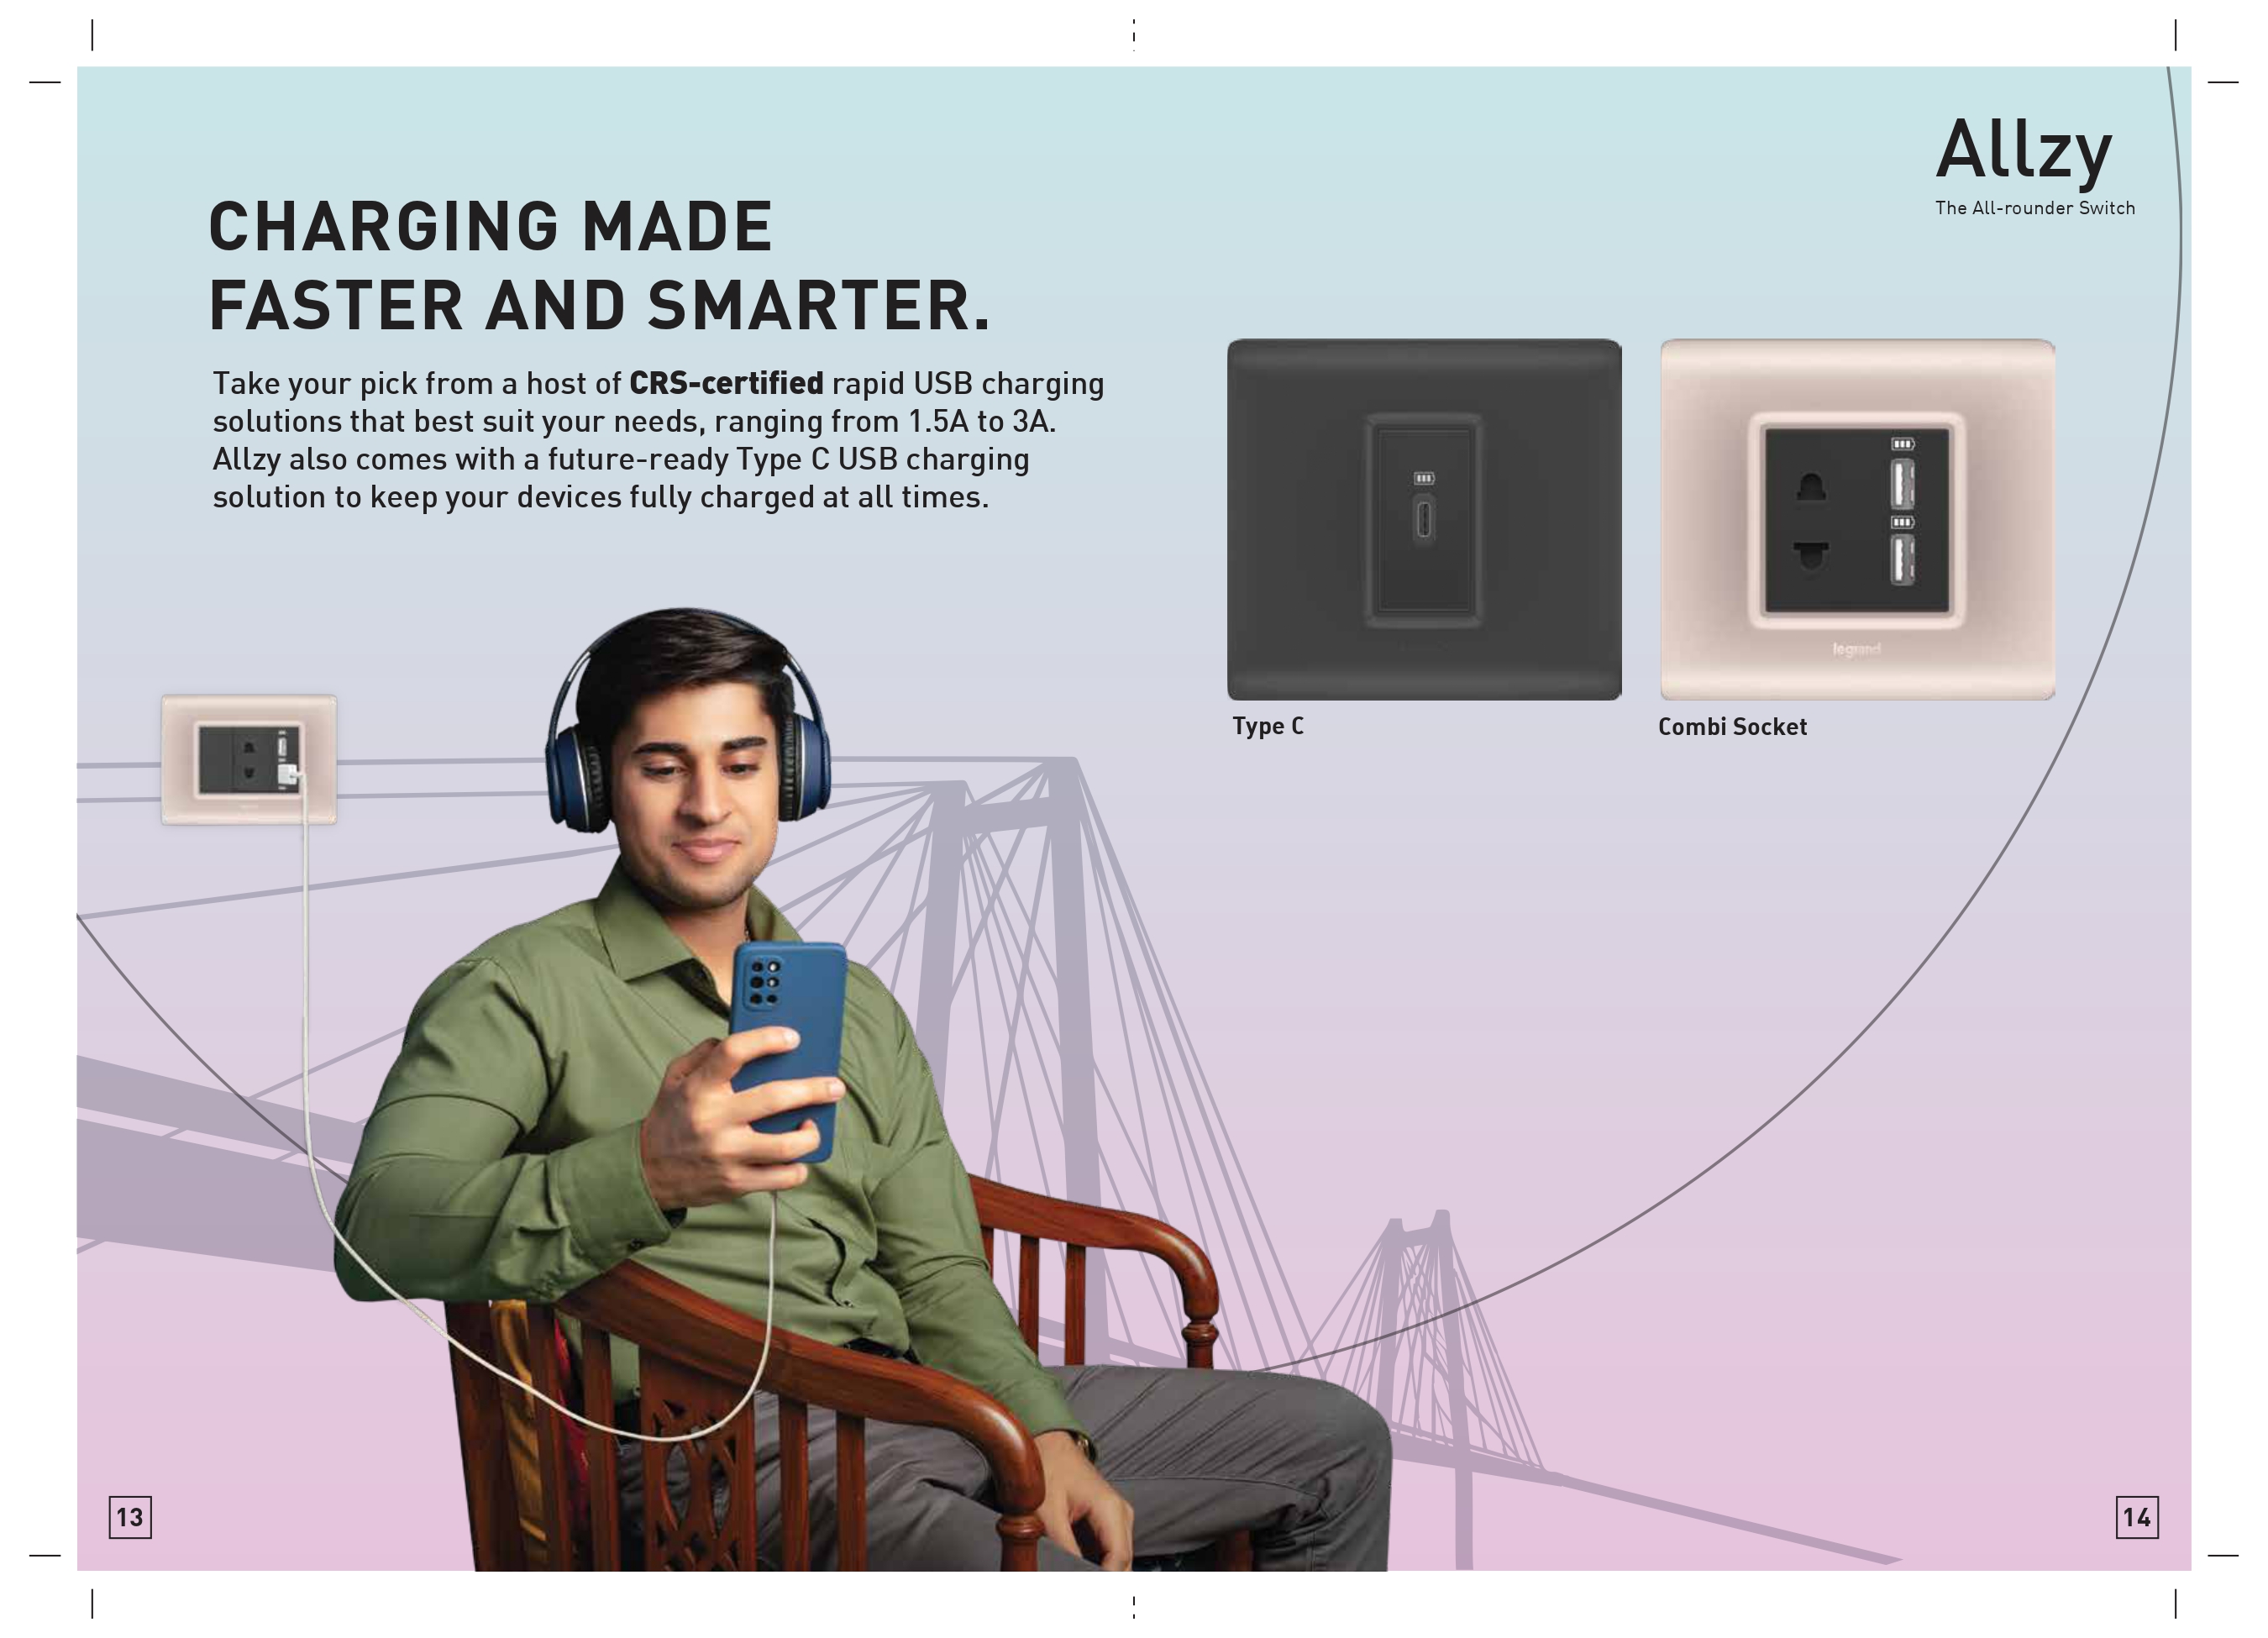 Allzy
The All-rounder Switch
CHARGING MADE
FASTER AND SMARTER.
Take your pick from a host of CRS-certified rapid USB charging
solutions that best suit your needs, ranging from 1.5A to 3A.
Allzy also comes with a future-ready Type C USB charging
solution to keep your devices fully charged at all times.
legrand
Type C
Combi Socket
13
14